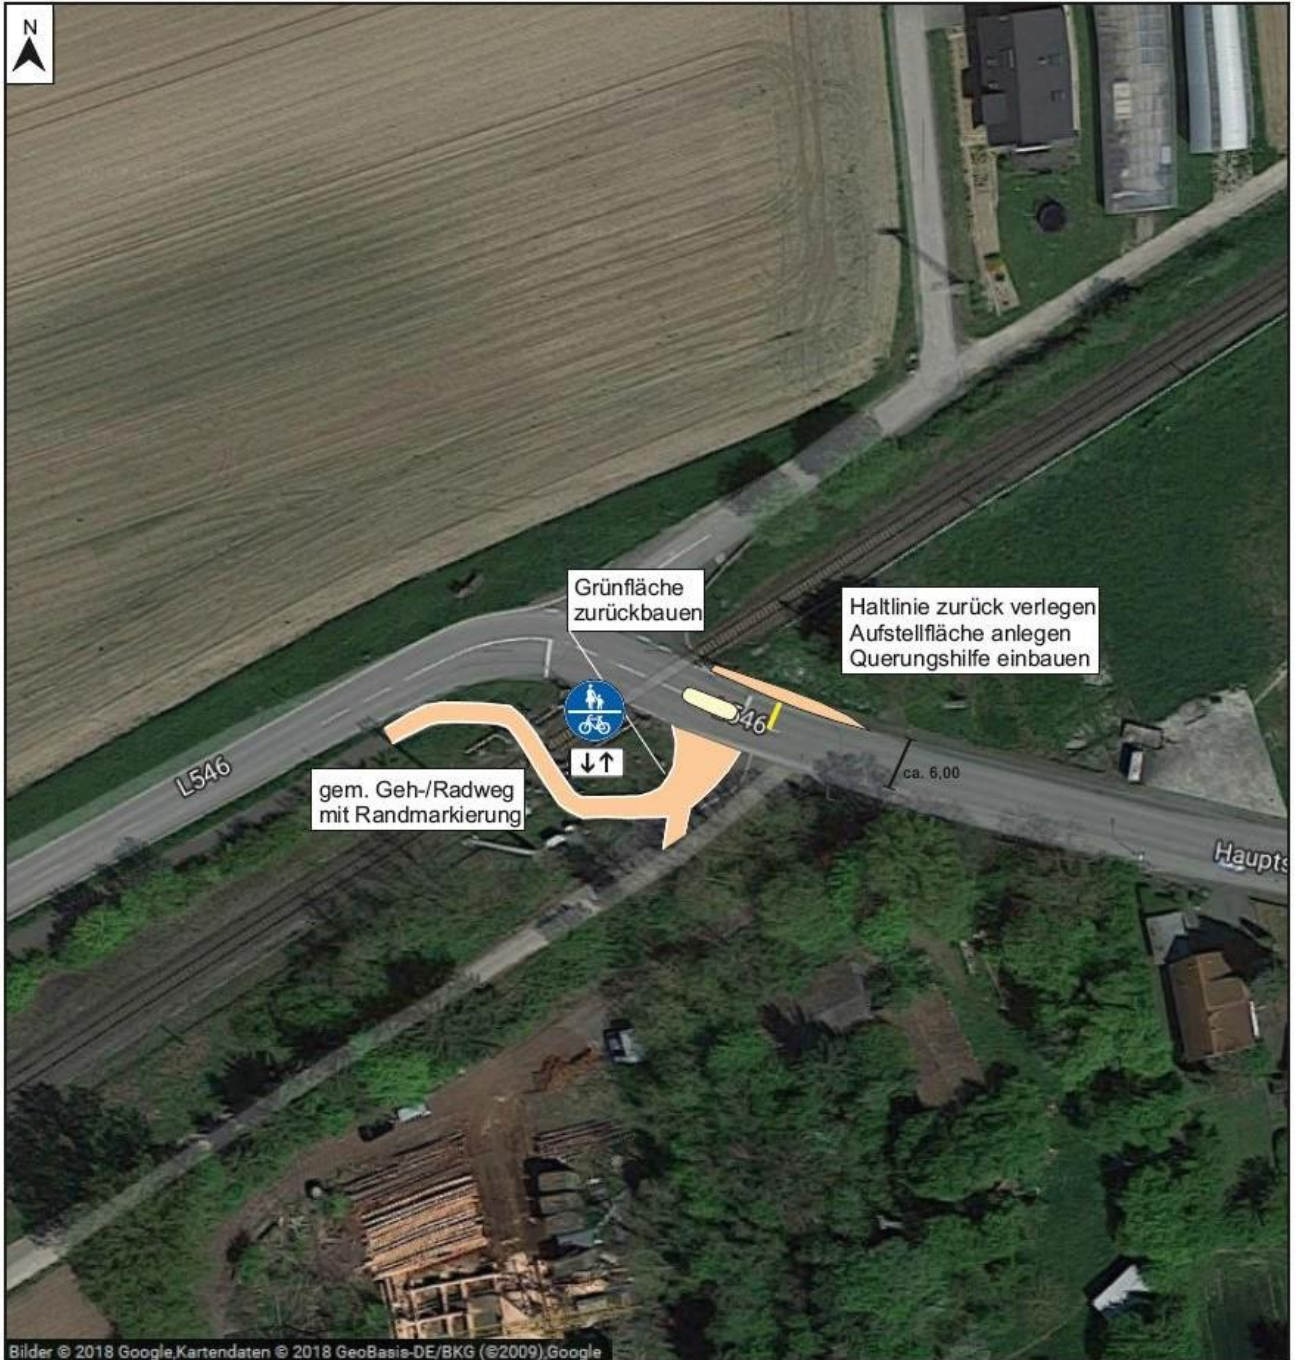 N
Grünfläche
zurückbauen
Haltlinie zurück verlegen
Aufstellfläche anlegen
Querungshilfe einbauen
546
ca. 6,00
L546
gem. Geh-/Radweg
mit Randmarkierung
Haupts
Bilder © 2018 Google,Kartendaten © 2018 GeoBasis-DE/BKG (©2009),Google